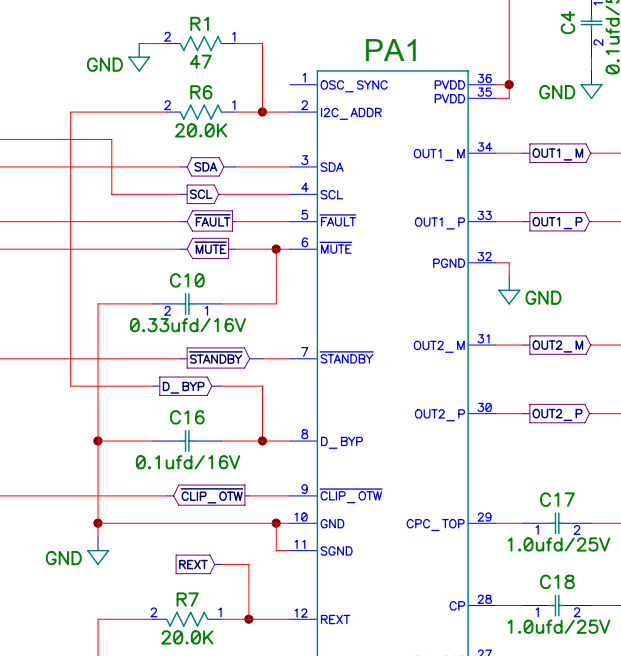 R1
2 1
GND 47
C4
1
2
0.1ufd/5
GND
PA1
1 OSC_SYNC
R6
2 1
20.0K
2 I2C_ADDR
SDA 3 SDA
SCL 4 SCL
FAULT 5 FAULT
MUTE 6 MUTE
C10
2 1
0.33ufd/16V
STANDBY 7 STANDBY
D_BYP
C16
8 D_BYP
0.1ufd/16V
CLIP_OTW 9 CLIP_OTW
10 GND
11 SGND
GND
REXT
R7
2 1
20.0K
12 REXT
PVDD 36
PVDD 35
OUT1_M 34 OUT1_M
OUT1_P 33 OUT1_P
PGND 32
GND
OUT2_M 31 OUT2_M
OUT2_P 30 OUT2_P
C17
CPC_TOP 29 1 2
1.0ufd/25V
C18
CP 28 1 2
1.0ufd/25V
27